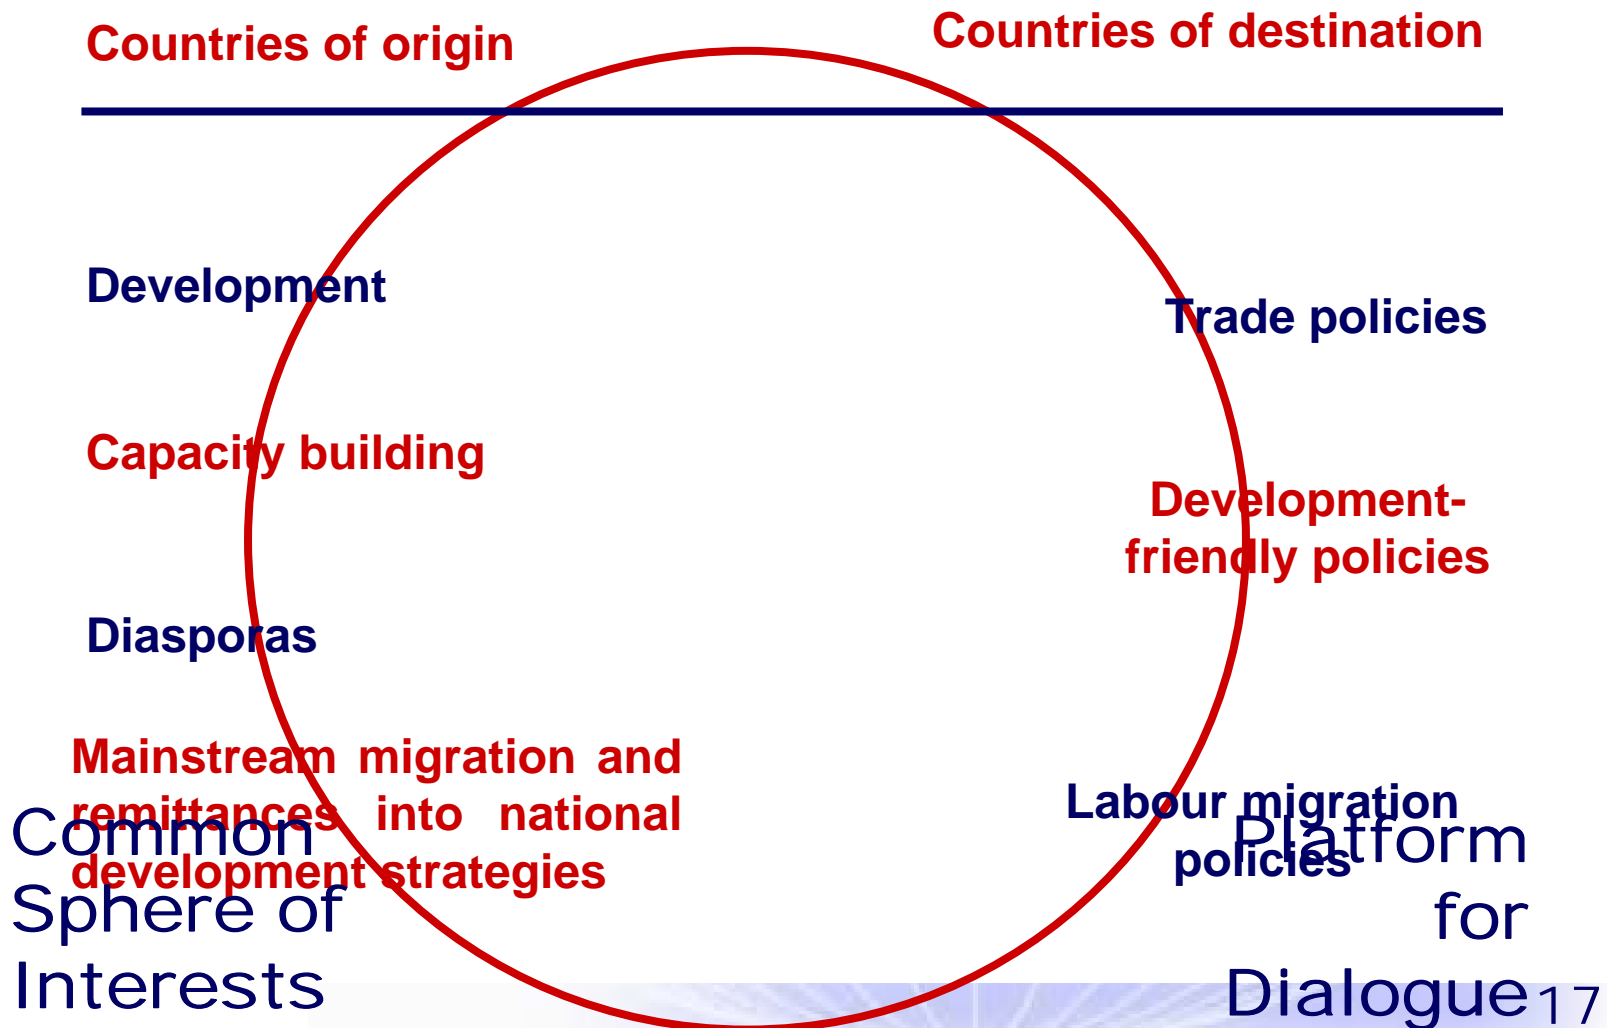 Countries of origin
Countries of destination
Development
Trade policies
Capacity building
Development-
friendly policies
Diasporas
Mainstream migration and
remittances into national
development strategies
Labour migration
policies
Common
Sphere of
Interests
Platform
for
Dialogue
17